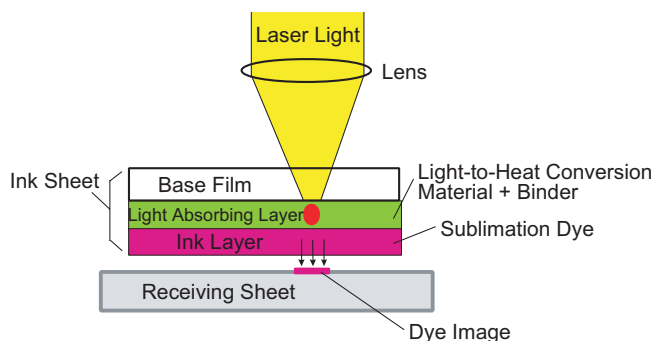 Laser Light
Lens
Ink Sheet
Base Film
Light-to-Heat Conversion
Material + Binder
Light Absorbing Layer
Sublimation Dye
Ink Layer
Receiving Sheet
Dye Image